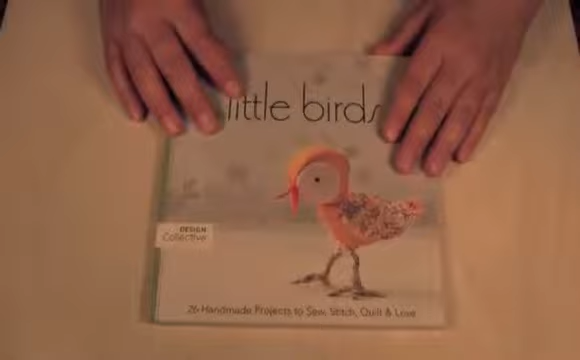 little birds
DESIGN
Collective
26 Handmade Projects to Sew, Stitch, Quilt & Love